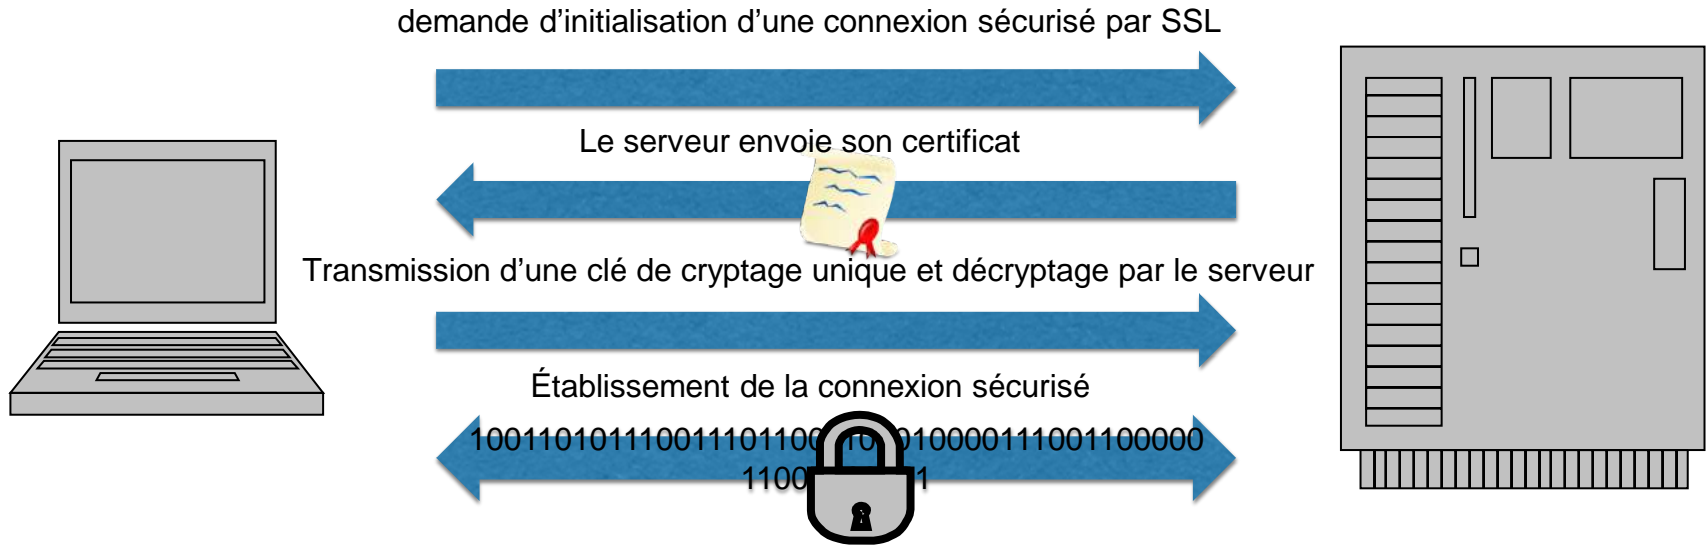 demande d’initialisation d’une connexion sécurisé par SSL
Le serveur envoie son certificat
Transmission d’une clé de cryptage unique et décryptage par le serveur
Établissement de la connexion sécurisé